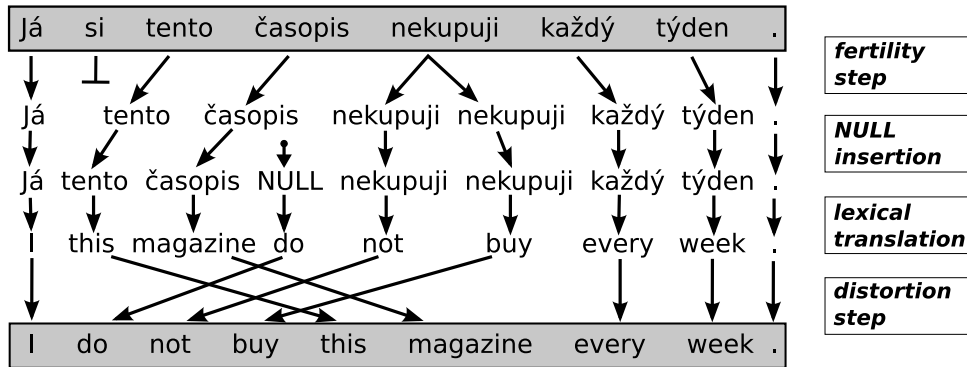 Já si tento časopis nekupuji každý týden .
Já tento časopis nekupuji nekupuji každý týden .
Já tento časopis NULL nekupuji nekupuji každý týden .
I this magazine do not buy every week .
I do not buy this magazine every week .
fertility
step
NULL
insertion
lexical
translation
distortion
step